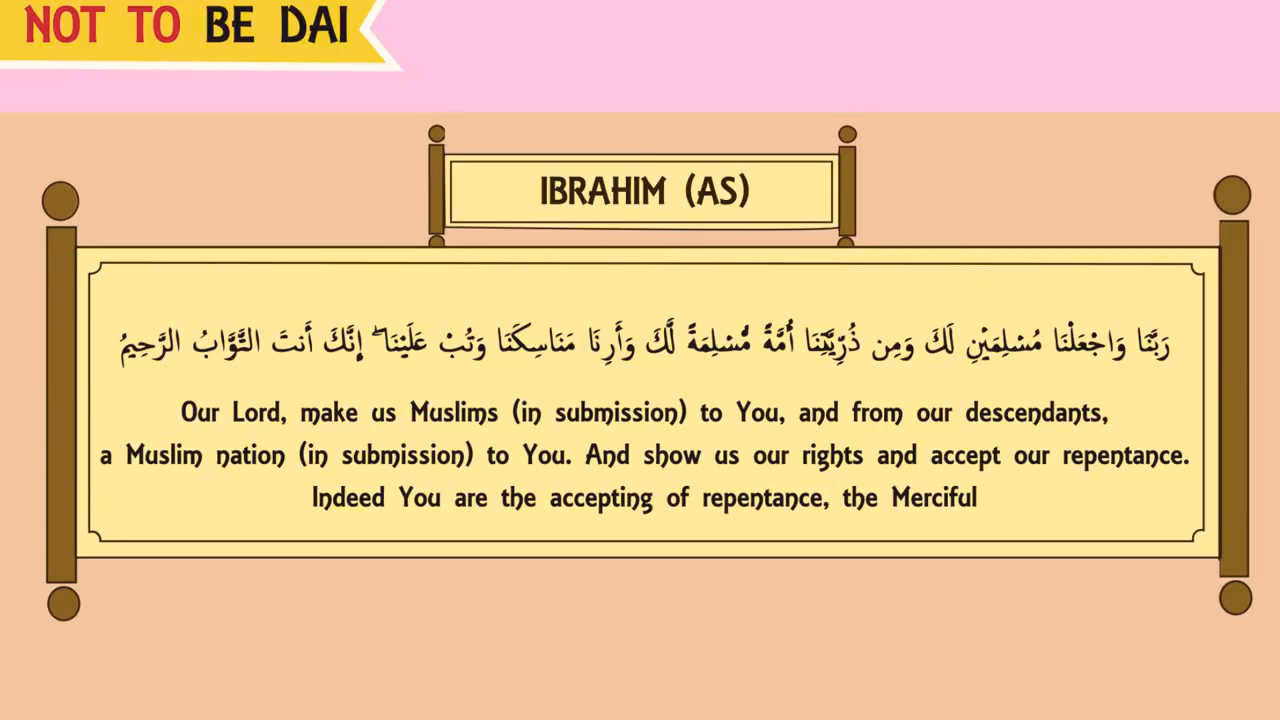 NOT TO BE DAI
IBRAHIM (AS)
رَبَّنَا وَاجْعَلْنَا مُسْلِمَيْنِ لَكَ وَمِن ذُرِّيَّتِنَا أُمَّةً مُّسْلِمَةً لَّكَ وَأَرِنَا مَنَاسِكَنَا وَتُبْ عَلَيْنَا ۖ إِنَّكَ أَنتَ التَّوَّابُ الرَّحِيمُ
Our Lord, make us Muslims (in submission) to You, and from our descendants,
a Muslim nation (in submission) to You. And show us our rights and accept our repentance.
Indeed You are the accepting of repentance, the Merciful